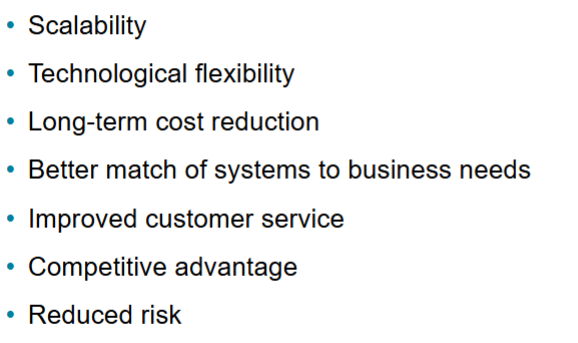 • Scalability
• Technological flexibility
• Long-term cost reduction
• Better match of systems to business needs
• Improved customer service
• Competitive advantage
• Reduced risk